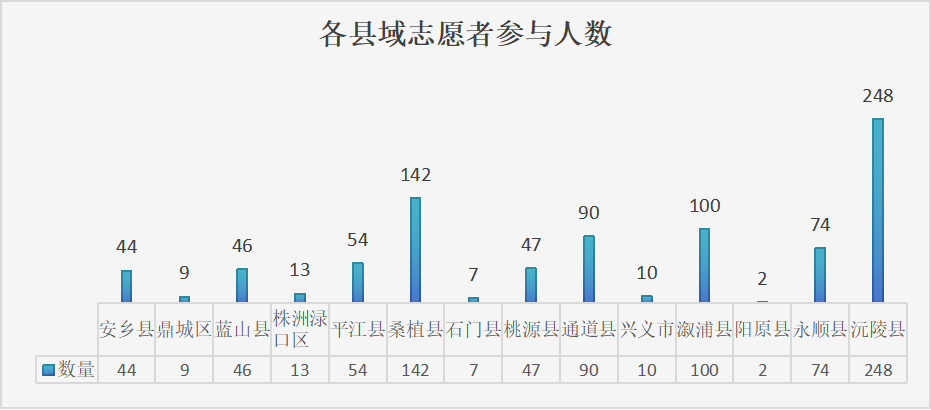 各县域志愿者参与人数
44 9 46 13 54 142 7 47 90 10 100 2 74 248
安乡县 鼎城区 蓝山县 株洲渌口区 平江县 桑植县 石门县 桃源县 通道县 兴义市 溆浦县 阳原县 永顺县 沅陵县
数量 44 9 46 13 54 142 7 47 90 10 100 2 74 248